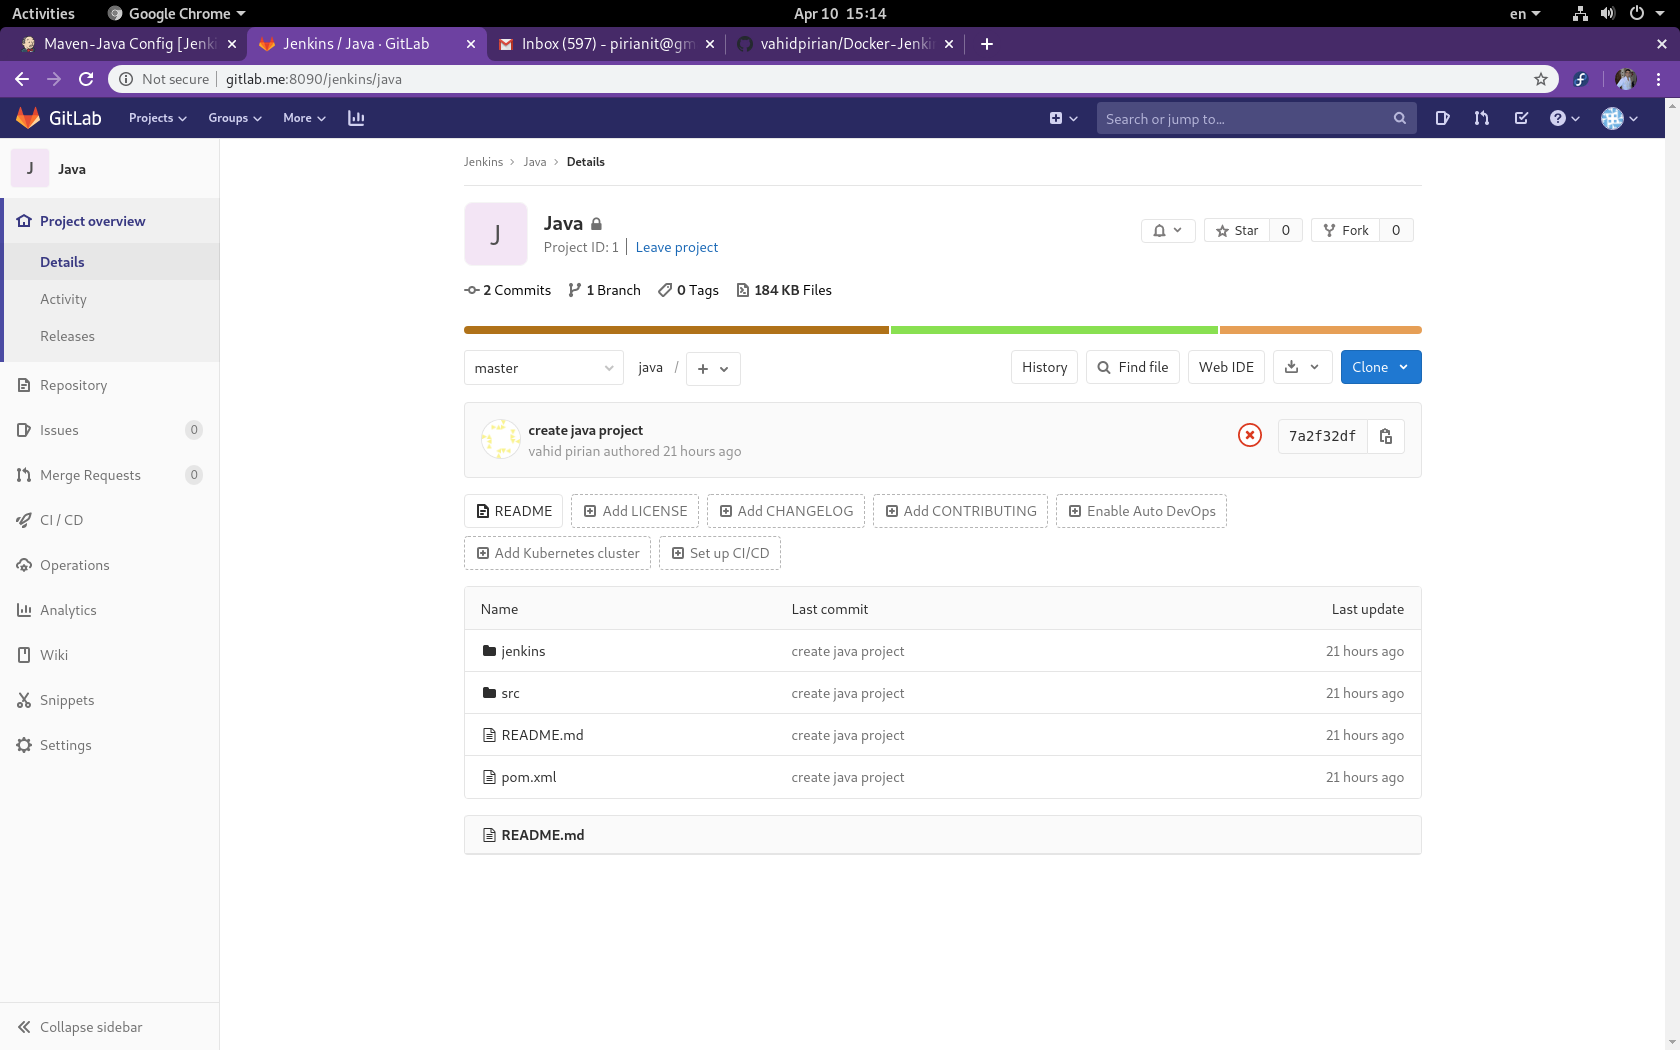 Activities Google Chrome Apr 10 15:14 en
Maven-Java Config [Jenki Jenkins / Java · GitLab Inbox (597) - pirianit@gm vahidpirian/Docker-Jenki
Not secure gitlab.me:8090/jenkins/java
GitLab Projects Groups More Search or jump to…
J Java
Project overview
Details
Activity
Releases
Repository
Issues 0
Merge Requests 0
CI / CD
Operations
Analytics
Wiki
Snippets
Settings
Collapse sidebar
Jenkins > Java > Details
J
Java
Project ID: 1 | Leave project
Star 0 Fork 0
2 Commits 1 Branch 0 Tags 184 KB Files
master java / + History Find file Web IDE Clone
create java project
vahid pirian authored 21 hours ago
7a2f32df
README Add LICENSE Add CHANGELOG Add CONTRIBUTING Enable Auto DevOps
Add Kubernetes cluster Set up CI/CD
Name Last commit Last update
jenkins create java project 21 hours ago
src create java project 21 hours ago
README.md create java project 21 hours ago
pom.xml create java project 21 hours ago
README.md